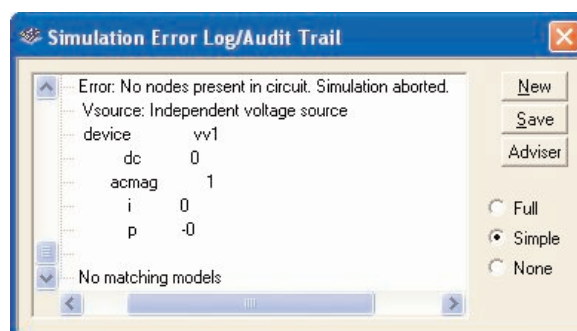 Simulation Error Log/Audit Trail
Error: No nodes present in circuit. Simulation aborted.
Vsource: Independent voltage source
device vv1
dc 0
acmag 1
i 0
p -0
No matching models
New
Save
Adviser
Full
Simple
None